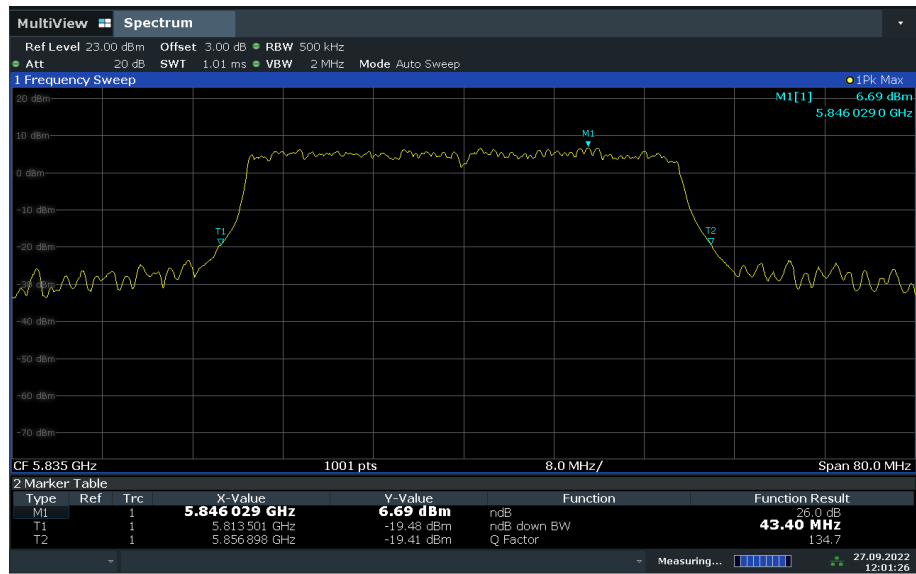 MultiView Spectrum
Ref Level 23.00 dBm Offset 3.00 dB RBW 500 kHz
Att 20 dB SWT 1.01 ms VBW 2 MHz Mode Auto Sweep
1 Frequency Sweep 1Pk Max
M1[1] 6.69 dBm
5.846 029 0 GHz
20 dBm
10 dBm
M1
0 dBm
-10 dBm
T1 T2
-20 dBm
-30 dBm
-40 dBm
-50 dBm
-60 dBm
-70 dBm
CF 5.835 GHz 1001 pts 8.0 MHz/ Span 80.0 MHz
2 Marker Table
Type Ref Trc X-Value Y-Value Function Function Result
M1 1 5.846 029 GHz 6.69 dBm ndB 26.0 dB
T1 1 5.813 501 GHz -19.48 dBm ndB down BW 43.40 MHz
T2 1 5.856 898 GHz -19.41 dBm Q Factor 134.7
Measuring... 27.09.2022
12:01:26